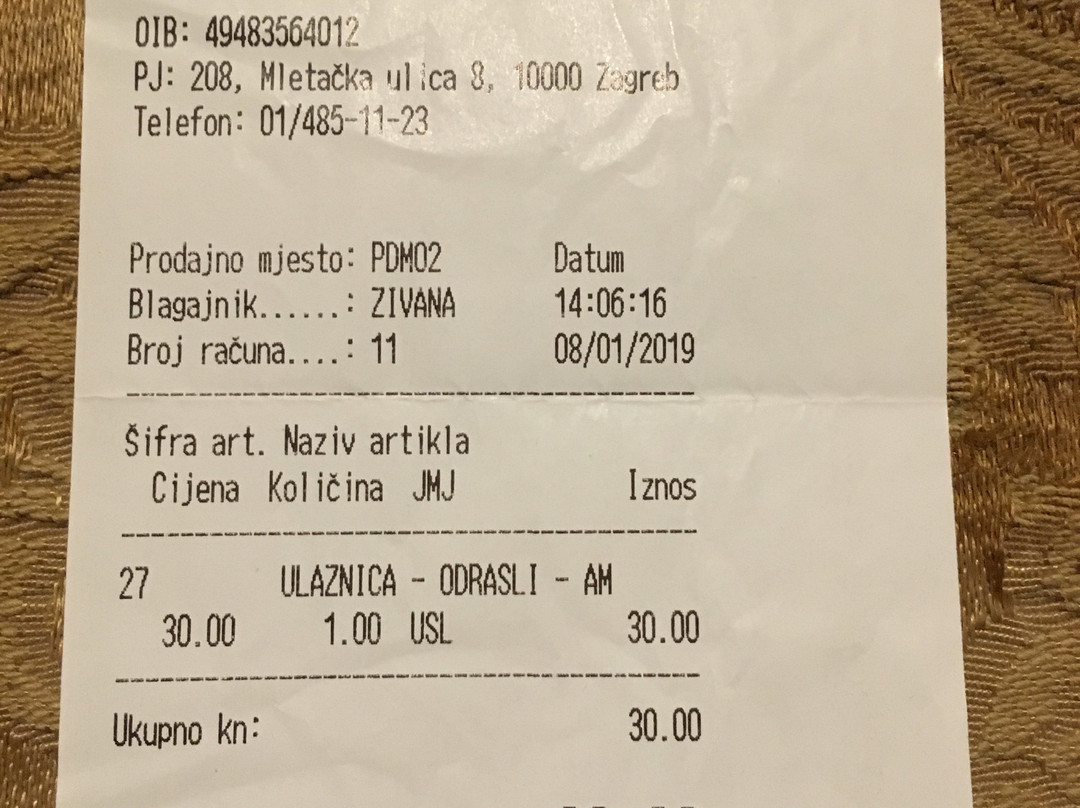 OIB: 49483564012
PJ: 208, Mletačka ulica 8, 10000 Zagreb
Telefon: 01/485-11-23
Prodajno mjesto: PDM02 Datum
Blagajnik......: ZIVANA 14:06:16
Broj računa....: 11 08/01/2019
Šifra art. Naziv artikla
Cijena Količina JMJ Iznos
27 ULAZNICA - ODRASLI - AM
30.00 1.00 USL 30.00
Ukupno kn: 30.00